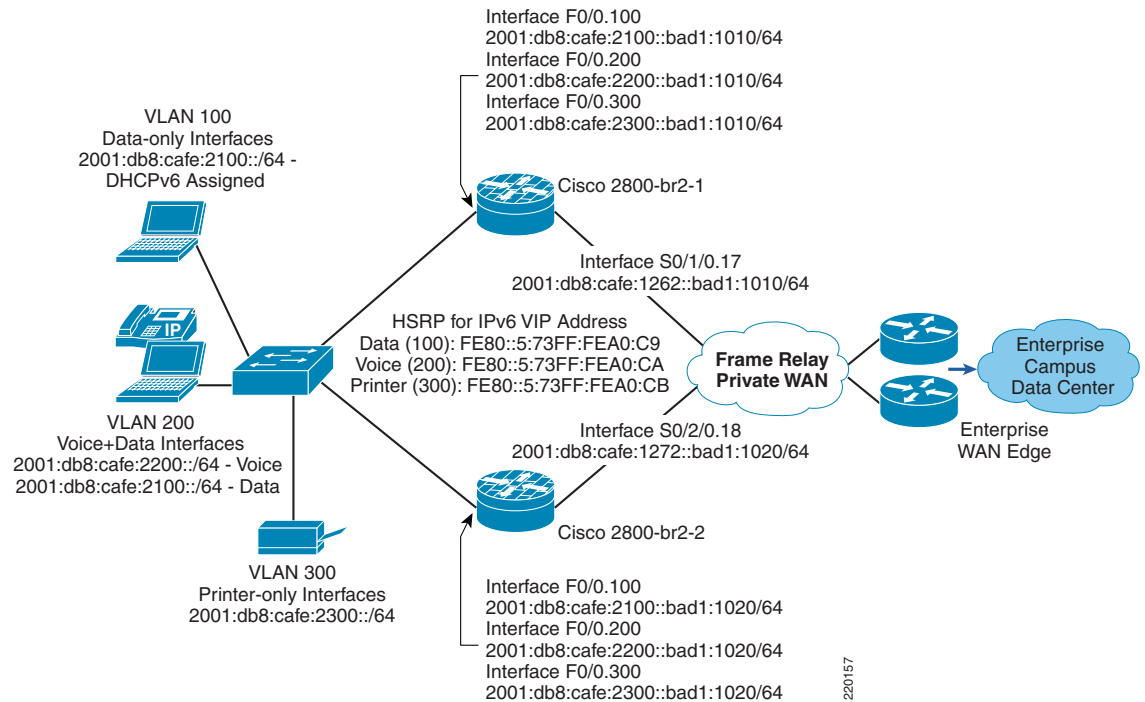 Interface F0/0.100
2001:db8:cafe:2100::bad1:1010/64
Interface F0/0.200
2001:db8:cafe:2200::bad1:1010/64
Interface F0/0.300
2001:db8:cafe:2300::bad1:1010/64
VLAN 100
Data-only Interfaces
2001:db8:cafe:2100::/64 -
DHCPv6 Assigned
Cisco 2800-br2-1
Interface S0/1/0.17
2001:db8:cafe:1262::bad1:1010/64
IP
HSRP for IPv6 VIP Address
Data (100): FE80::5:73FF:FEA0:C9
Voice (200): FE80::5:73FF:FEA0:CA
Printer (300): FE80::5:73FF:FEA0:CB
Frame Relay
Private WAN
Enterprise
Campus
Data Center
VLAN 200
Voice+Data Interfaces
2001:db8:cafe:2200::/64 - Voice
2001:db8:cafe:2100::/64 - Data
Interface S0/2/0.18
2001:db8:cafe:1272::bad1:1020/64
Enterprise
WAN Edge
Cisco 2800-br2-2
VLAN 300
Printer-only Interfaces
2001:db8:cafe:2300::/64
Interface F0/0.100
2001:db8:cafe:2100::bad1:1020/64
Interface F0/0.200
2001:db8:cafe:2200::bad1:1020/64
Interface F0/0.300
2001:db8:cafe:2300::bad1:1020/64
220157